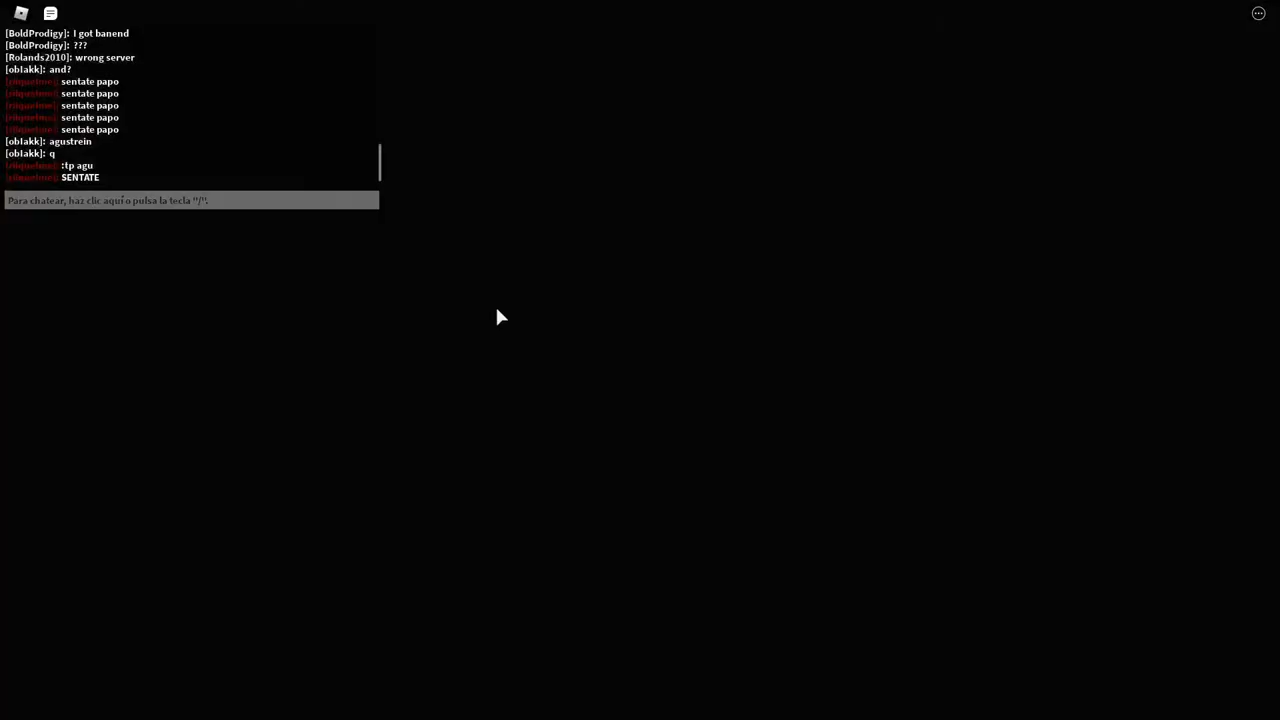 [BoldProdigy]: I got banend
[BoldProdigy]: ???
[Rolands2010]: wrong server
[oblakk]: and?
sentate papo
sentate papo
sentate papo
sentate papo
sentate papo
[oblakk]: agustrein
[oblakk]: q
:tp agu
SENTATE
Para chatear, haz clic aquí o pulsa la tecla "/".